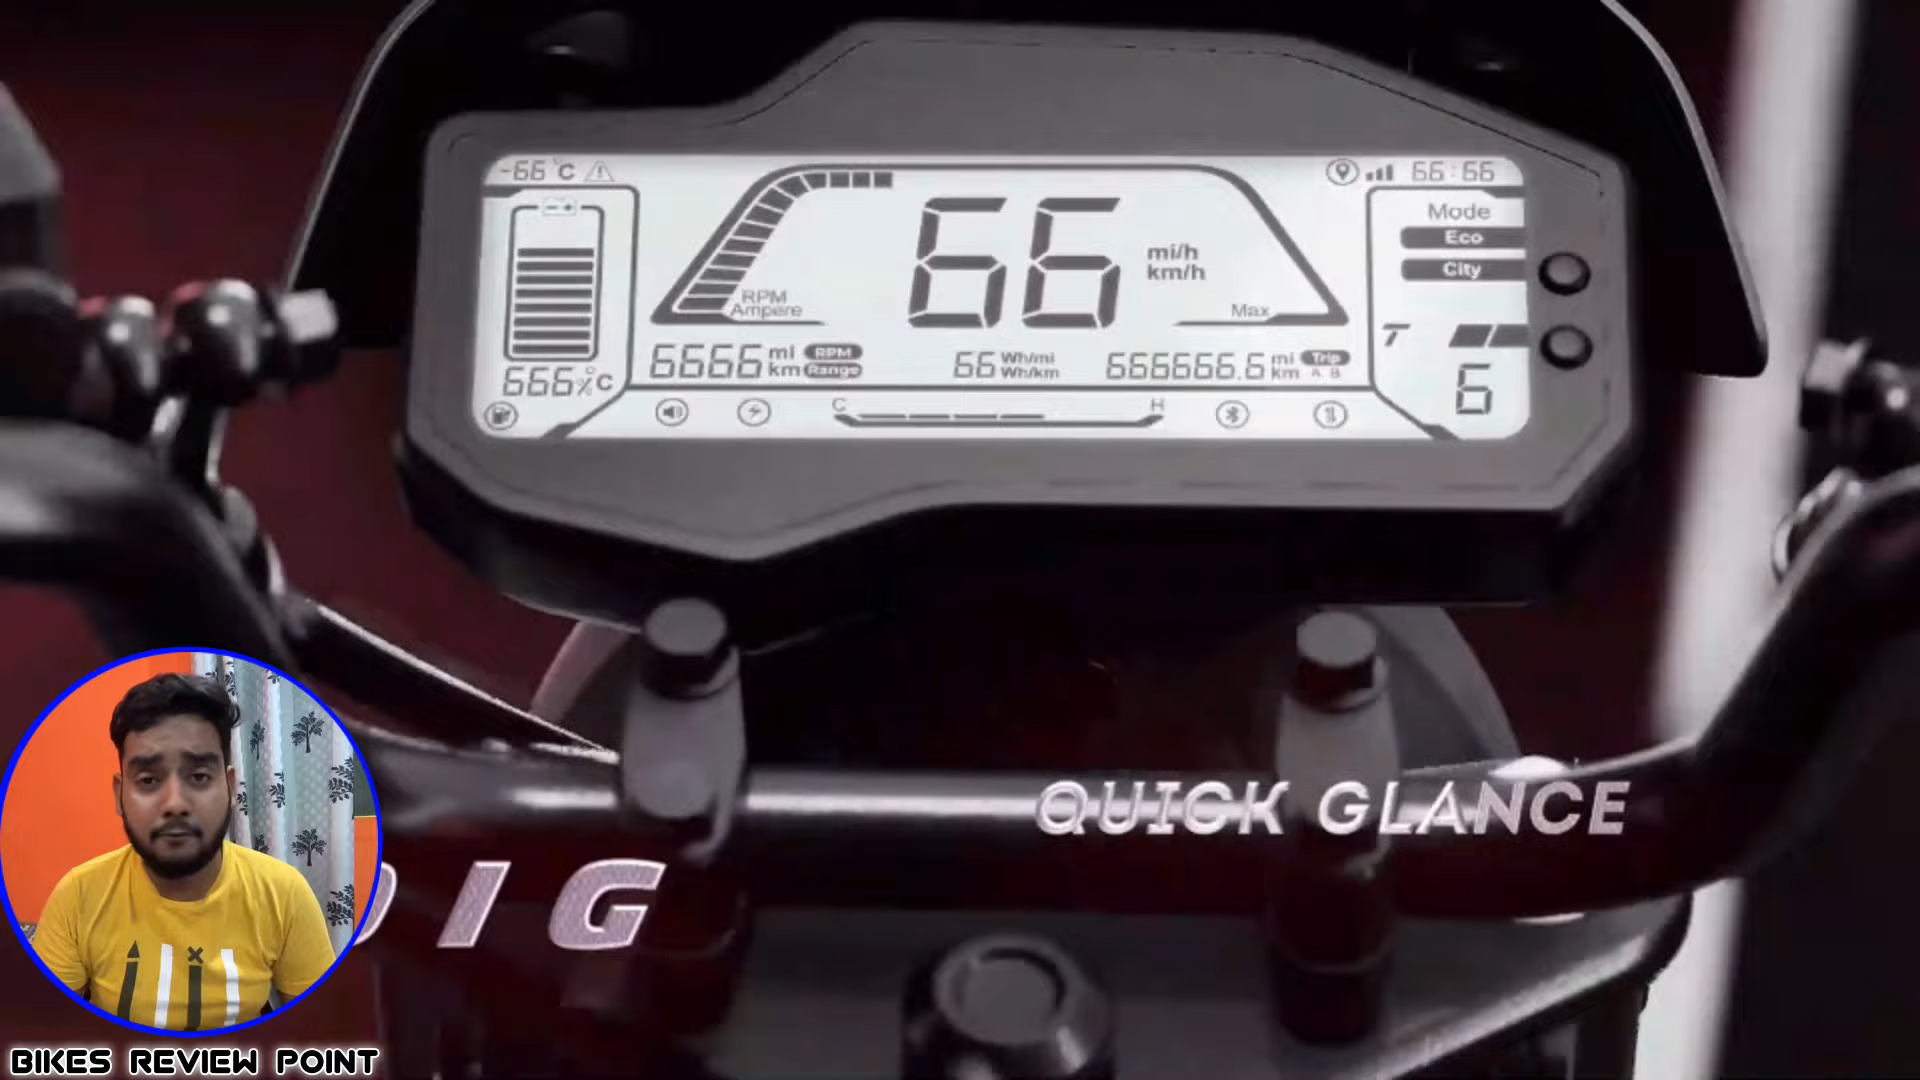 -66°C
66:66
Mode
Eco
City
66
mi/h
km/h
RPM
Ampere
Max
T
6666 mi km RPM Range
66 Wh/mi Wh/km
666666.6 mi km Trip A B
666%°C
6
C H
QUICK GLANCE
DIG
BIKES REVIEW POINT